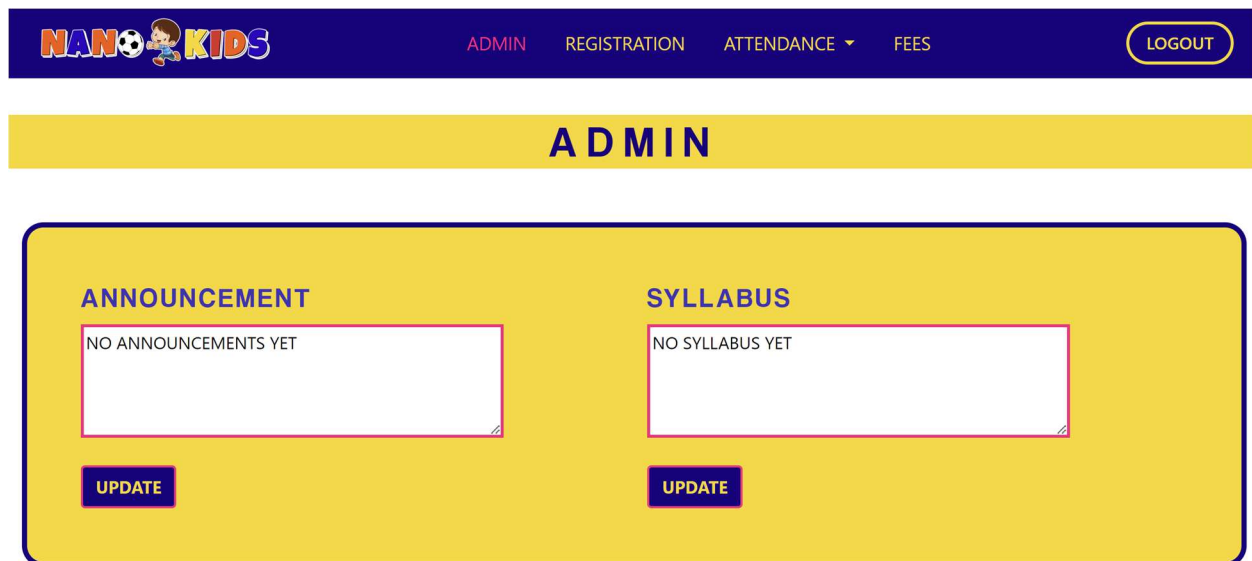 NANO KIDS ADMIN REGISTRATION ATTENDANCE FEES LOGOUT
ADMIN
ANNOUNCEMENT SYLLABUS
NO ANNOUNCEMENTS YET NO SYLLABUS YET
UPDATE UPDATE